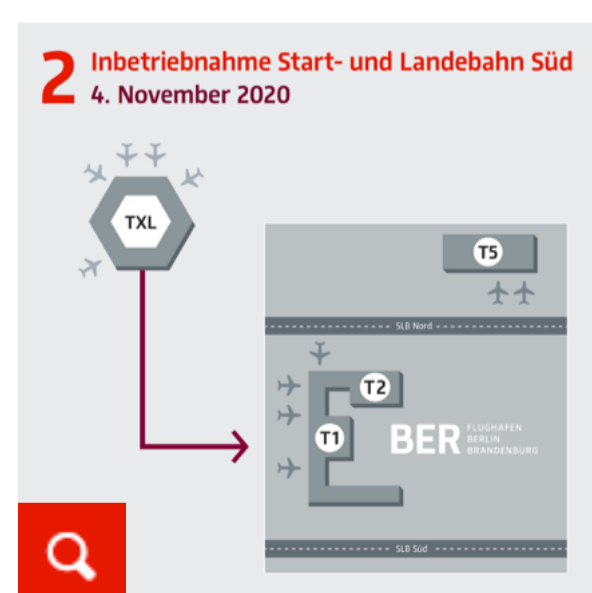 2
Inbetriebnahme Start- und Landebahn Süd
4. November 2020
TXL
T5
SLB Nord
T2
T1
BER
FLUGHAFEN
BERLIN
BRANDENBURG
SLB Süd